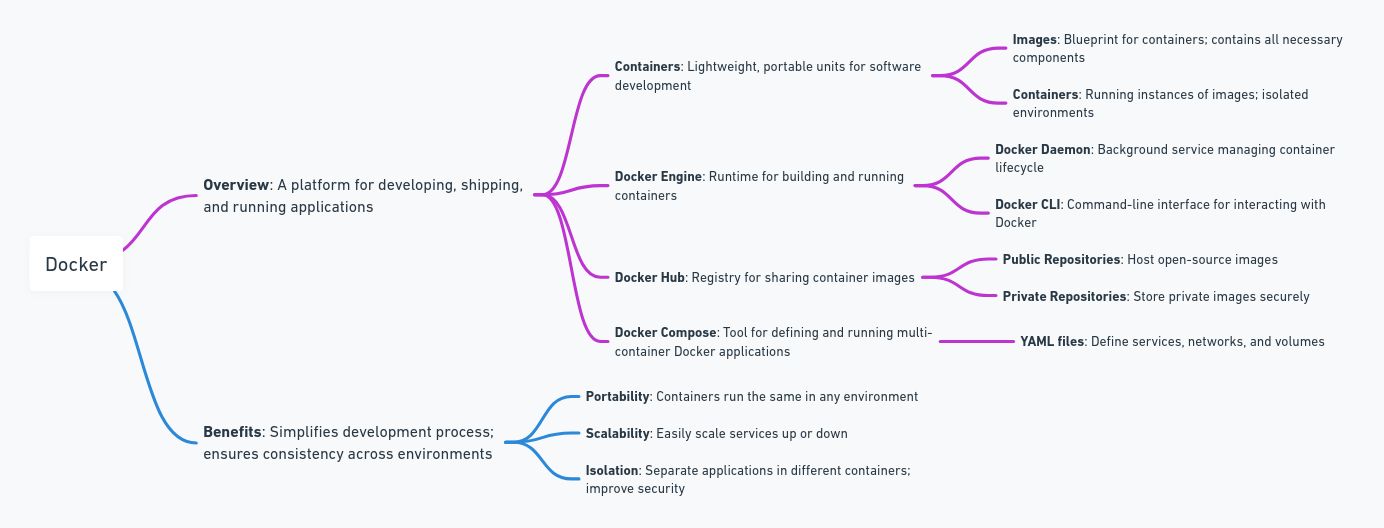 Docker
Overview: A platform for developing, shipping,
and running applications
Containers: Lightweight, portable units for software
development
Images: Blueprint for containers; contains all necessary
components
Containers: Running instances of images; isolated
environments
Docker Engine: Runtime for building and running
containers
Docker Daemon: Background service managing container
lifecycle
Docker CLI: Command-line interface for interacting with
Docker
Docker Hub: Registry for sharing container images
Public Repositories: Host open-source images
Private Repositories: Store private images securely
Docker Compose: Tool for defining and running multi-
container Docker applications
YAML files: Define services, networks, and volumes
Benefits: Simplifies development process;
ensures consistency across environments
Portability: Containers run the same in any environment
Scalability: Easily scale services up or down
Isolation: Separate applications in different containers;
improve security